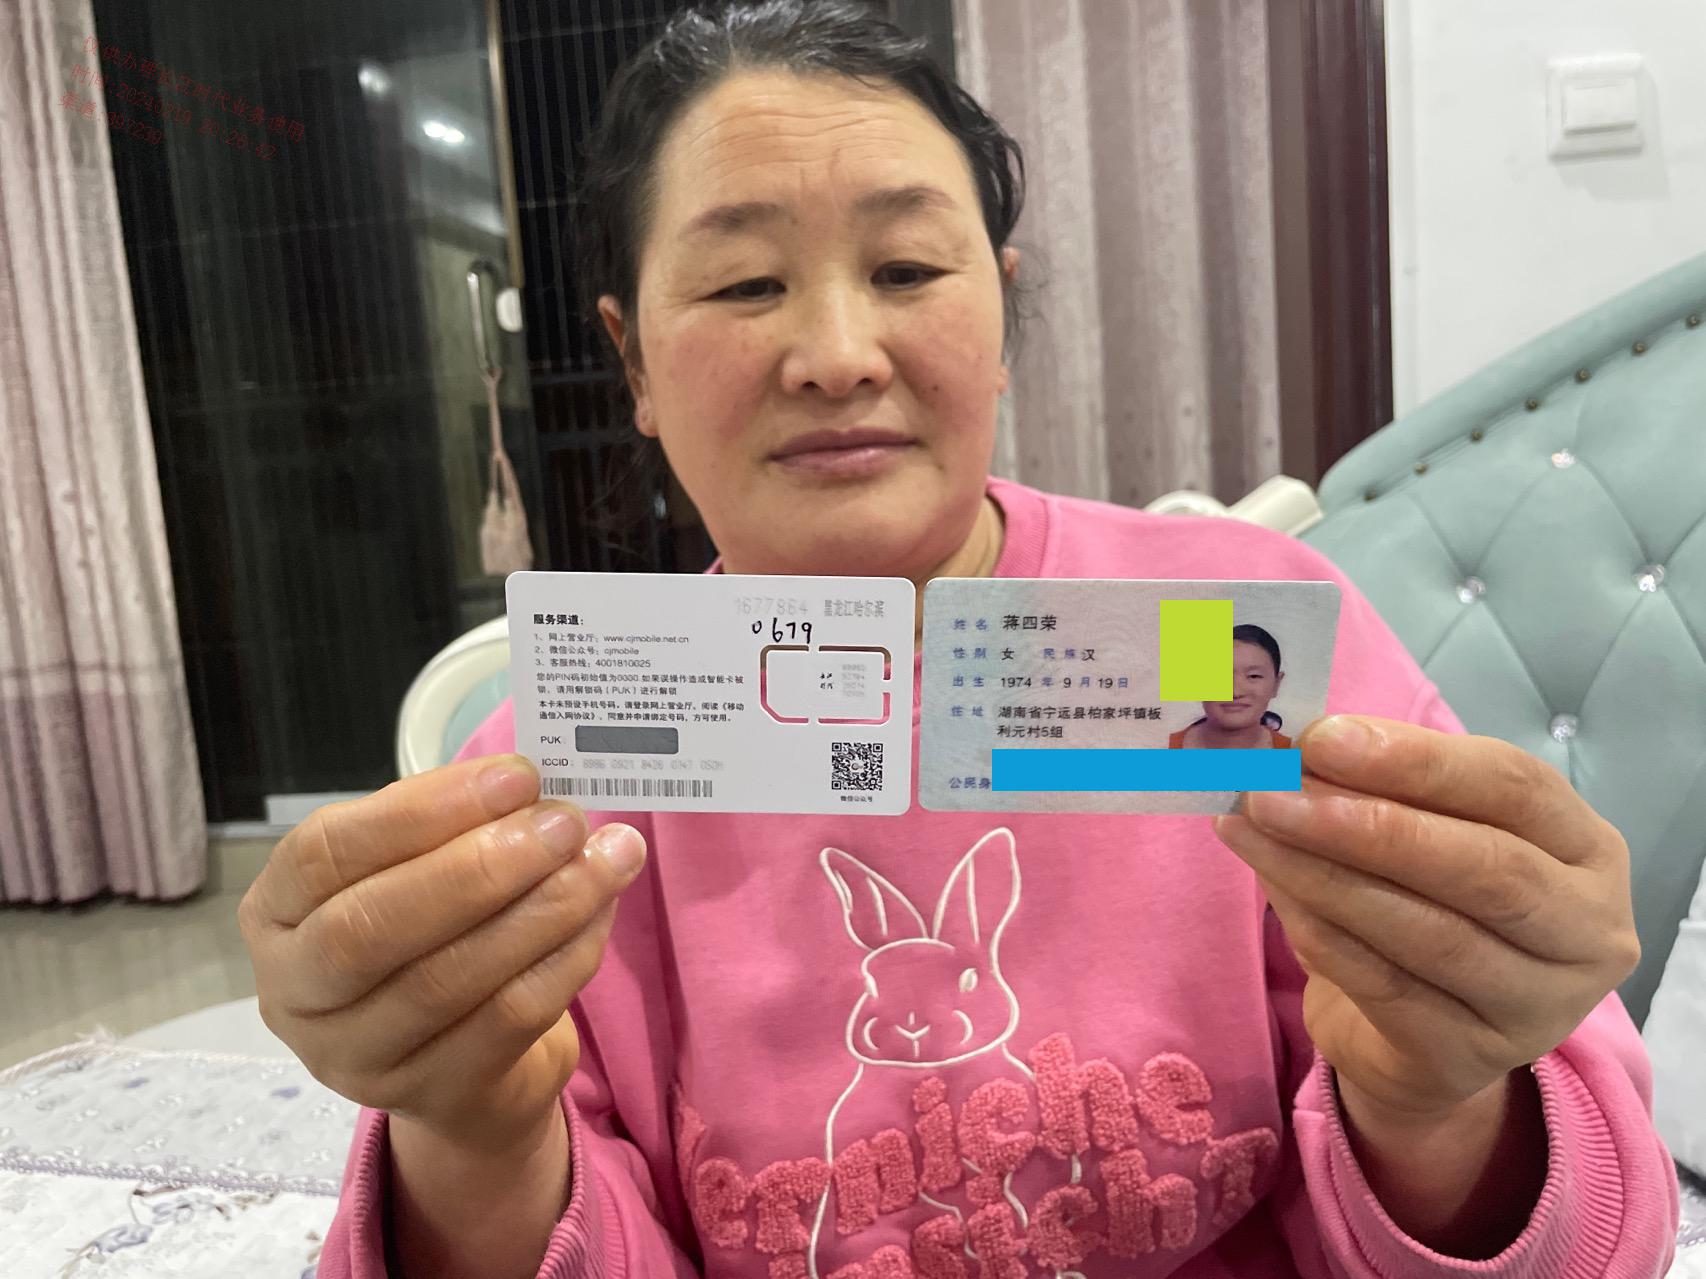 仅供办理长江时代业务使用
时间:20240219 20:26:42
渠道:397239
1677864 黑龙江哈尔滨
0679
服务渠道：
1、网上营业厅：www.cjmobile.net.cn
2、微信公众号：cjmobile
3、客服热线：4001810025
您的PIN码初始值为0000.如果误操作造成智能卡被
锁，请用解锁码（PUK）进行解锁
本卡未预设手机号码，请登录网上营业厅，阅读《移动
通信入网协议》，同意并申请绑定号码，方可使用。
PUK：
ICCID：
微信公众号
姓名 蒋四荣
性别 女 民族 汉
出生 1974 年 9 月 19 日
住址 湖南省宁远县柏家坪镇板
利元村5组
公民身